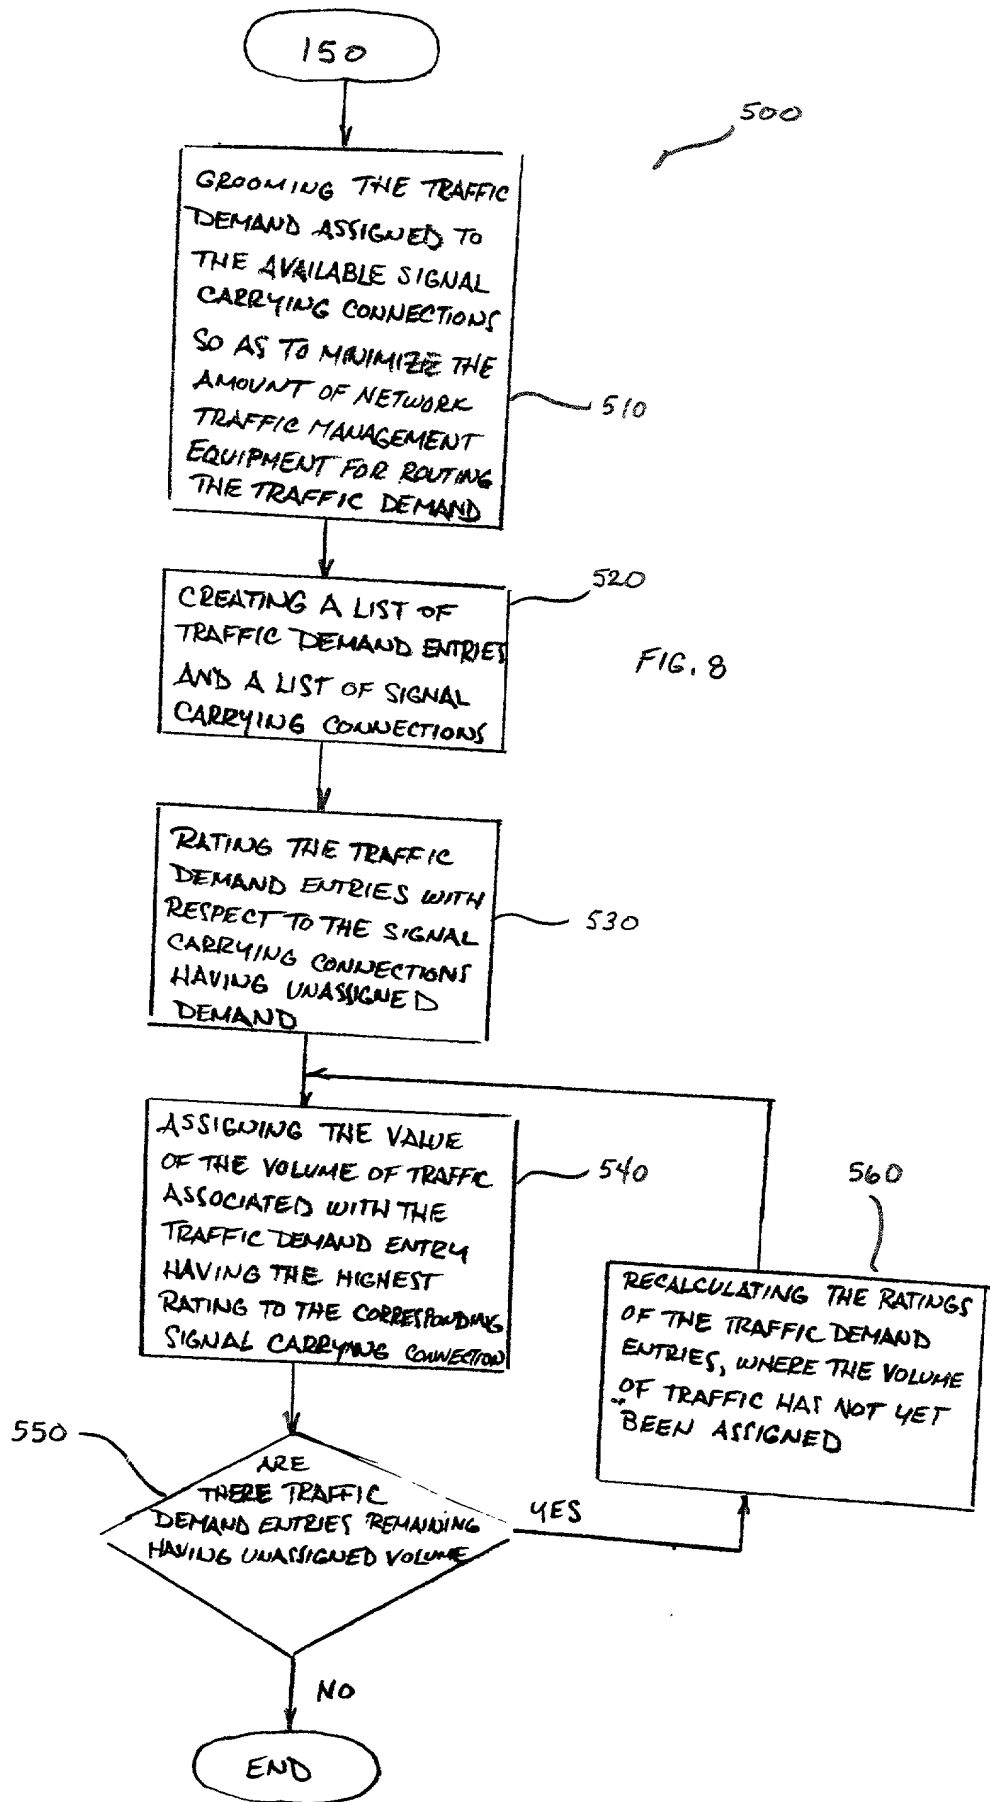 150
500
GROOMING THE TRAFFIC
DEMAND ASSIGNED TO
THE AVAILABLE SIGNAL
CARRYING CONNECTIONS
SO AS TO MINIMIZE THE
AMOUNT OF NETWORK
TRAFFIC MANAGEMENT
EQUIPMENT FOR ROUTING
THE TRAFFIC DEMAND
510
520
CREATING A LIST OF
TRAFFIC DEMAND ENTRIES
AND A LIST OF SIGNAL
CARRYING CONNECTIONS
FIG. 8
RATING THE TRAFFIC
DEMAND ENTRIES WITH
RESPECT TO THE SIGNAL
CARRYING CONNECTIONS
HAVING UNASSIGNED
DEMAND
530
ASSIGNING THE VALUE
OF THE VOLUME OF TRAFFIC
ASSOCIATED WITH THE
TRAFFIC DEMAND ENTRY
HAVING THE HIGHEST
RATING TO THE CORRESPONDING
SIGNAL CARRYING CONNECTION
540
560
RECALCULATING THE RATINGS
OF THE TRAFFIC DEMAND
ENTRIES, WHERE THE VOLUME
OF TRAFFIC HAS NOT YET
BEEN ASSIGNED
550
ARE
THERE TRAFFIC
DEMAND ENTRIES REMAINING
HAVING UNASSIGNED VOLUME
YES
NO
END